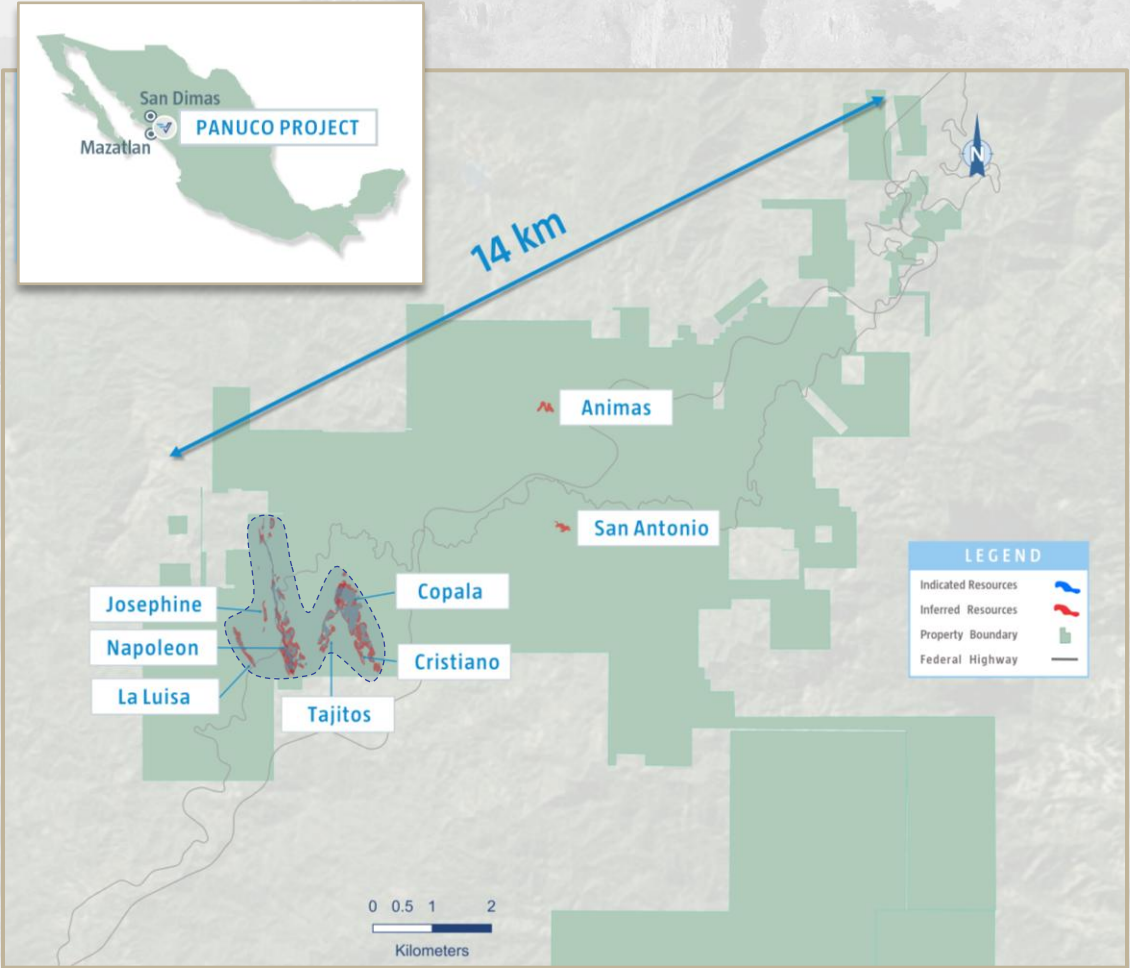 San Dimas
PANUCO PROJECT
Mazatlan
14 km
N
Animas
San Antonio
Josephine
Copala
Napoleon
Cristiano
La Luisa
Tajitos
LEGEND
Indicated Resources
Inferred Resources
Property Boundary
Federal Highway
0 0.5 1 2
Kilometers